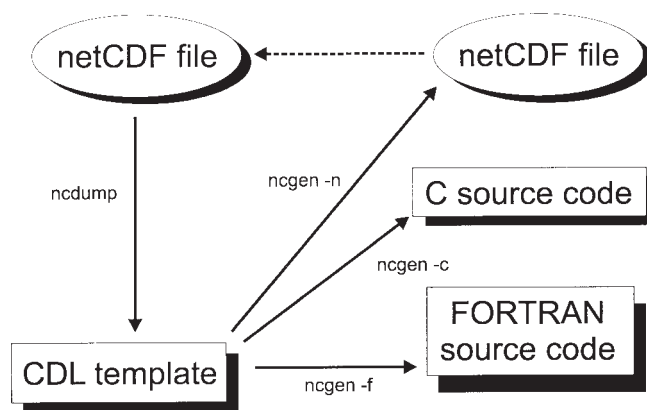 netCDF file
netCDF file
ncdump
ncgen -n
C source code
ncgen -c
FORTRAN
source code
CDL template
ncgen -f